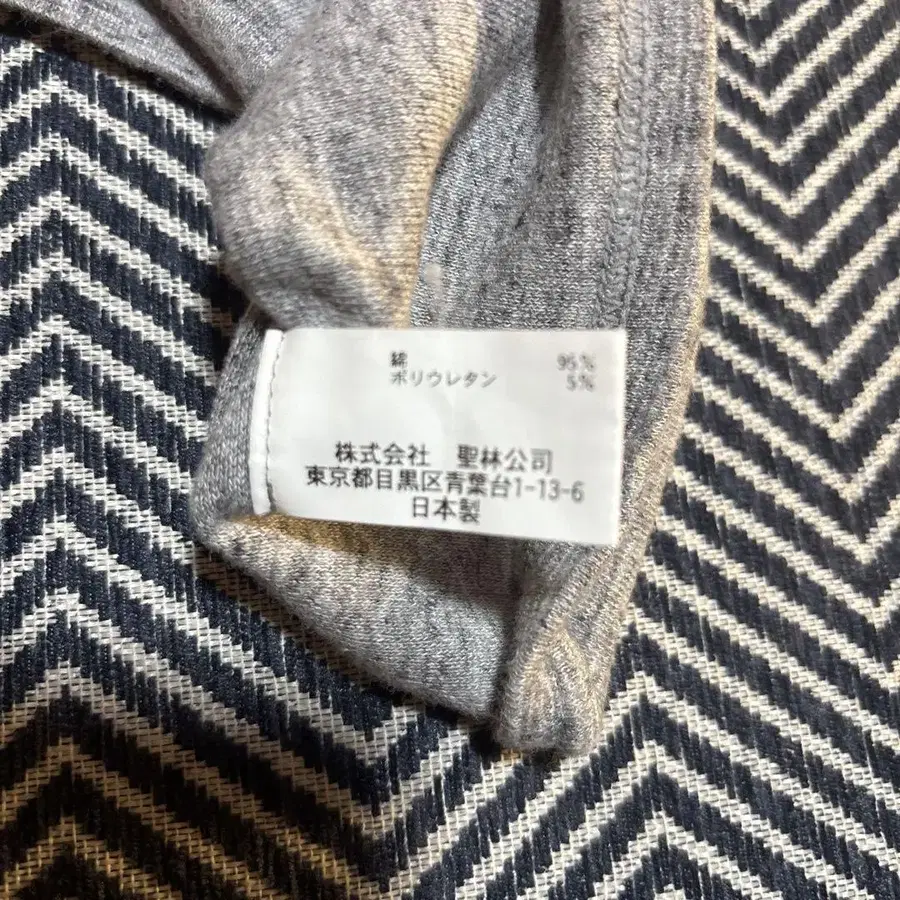 綿 95%
ポリウレタン 5%
株式会社 聖林公司
東京都目黒区青葉台1-13-6
日本製